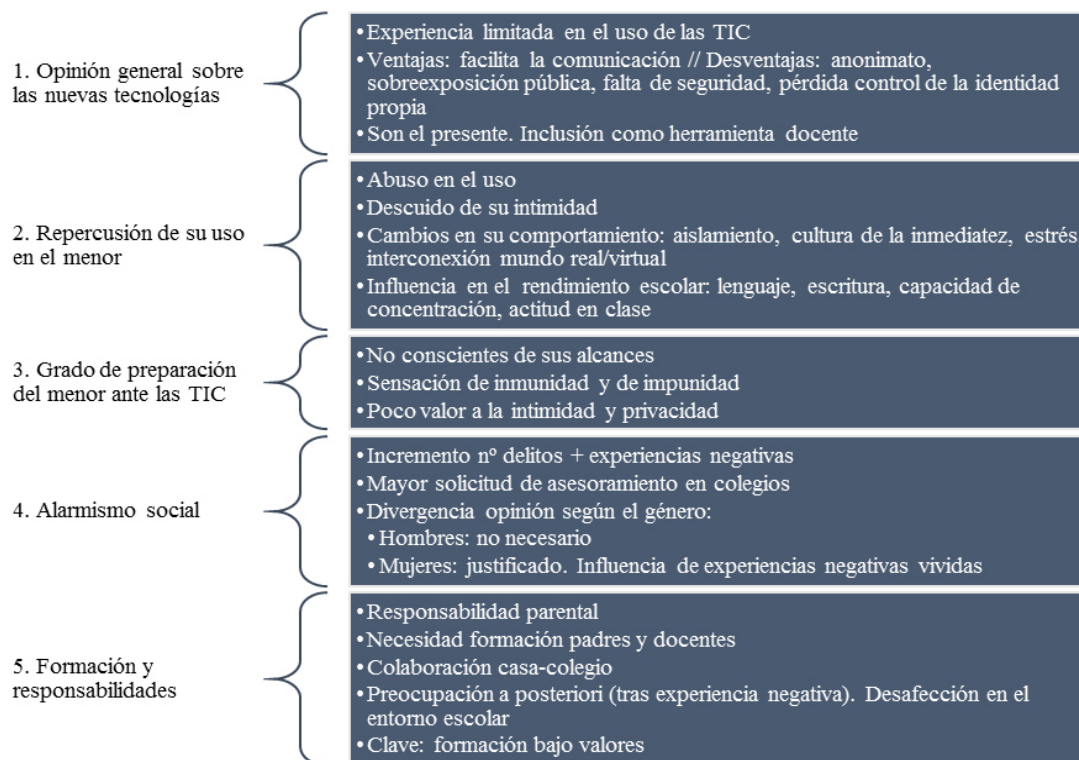 1. Opinión general sobre
las nuevas tecnologías
•Experiencia limitada en el uso de las TIC
•Ventajas: facilita la comunicación // Desventajas: anonimato,
sobreexposición pública, falta de seguridad, pérdida control de la identidad
propia
•Son el presente. Inclusión como herramienta docente
2. Repercusión de su uso
en el menor
•Abuso en el uso
•Descuido de su intimidad
•Cambios en su comportamiento: aislamiento, cultura de la inmediatez, estrés
interconexión mundo real/virtual
•Influencia en el rendimiento escolar: lenguaje, escritura, capacidad de
concentración, actitud en clase
3. Grado de preparación
del menor ante las TIC
•No conscientes de sus alcances
•Sensación de inmunidad y de impunidad
•Poco valor a la intimidad y privacidad
4. Alarmismo social
•Incremento nº delitos + experiencias negativas
•Mayor solicitud de asesoramiento en colegios
•Divergencia opinión según el género:
•Hombres: no necesario
•Mujeres: justificado. Influencia de experiencias negativas vividas
5. Formación y
responsabilidades
•Responsabilidad parental
•Necesidad formación padres y docentes
•Colaboración casa-colegio
•Preocupación a posteriori (tras experiencia negativa). Desafección en el
entorno escolar
•Clave: formación bajo valores